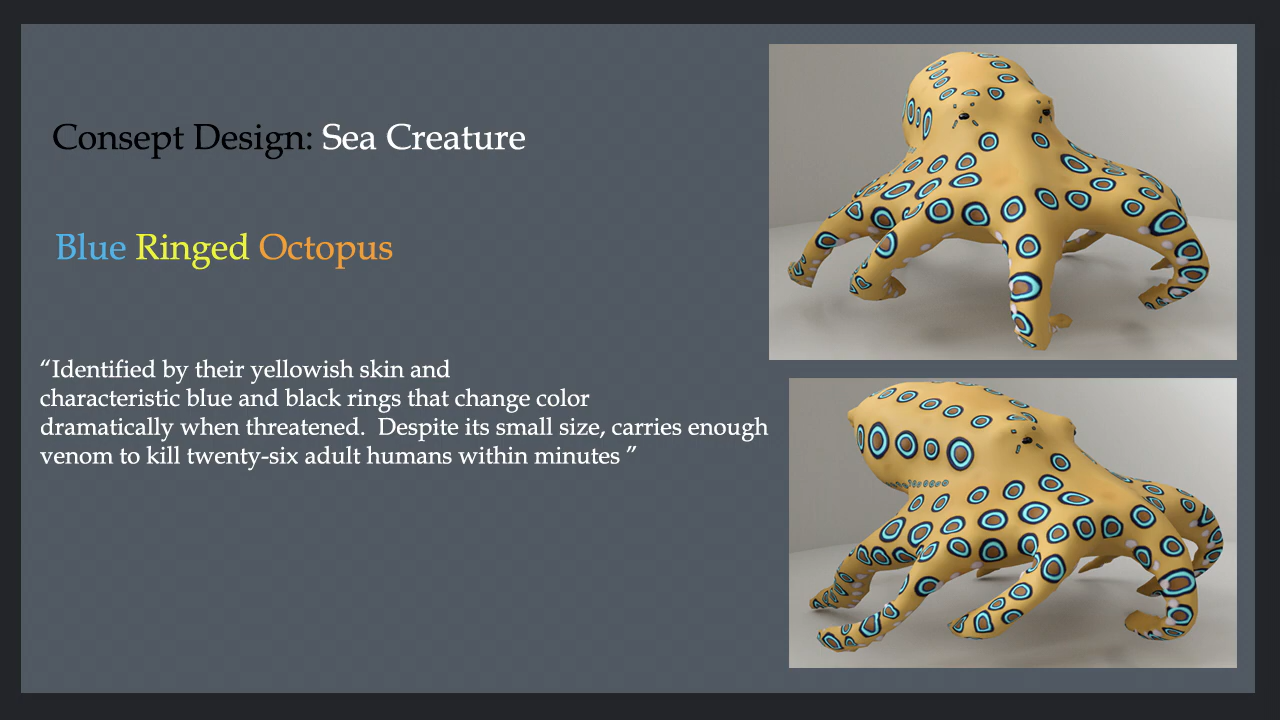 Consept Design: Sea Creature
Blue Ringed Octopus
“Identified by their yellowish skin and
characteristic blue and black rings that change color
dramatically when threatened.  Despite its small size, carries enough
venom to kill twenty-six adult humans within minutes ”